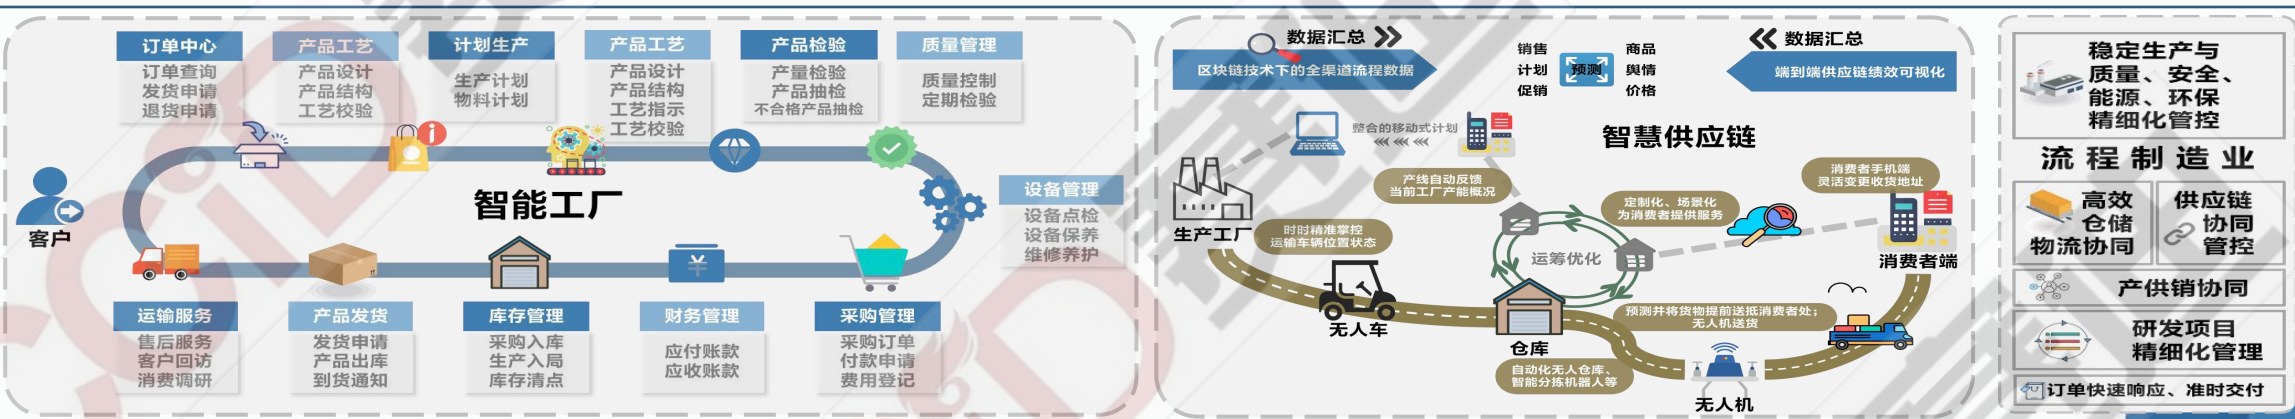 订单中心
订单查询
发货申请
退货申请
产品工艺
产品设计
产品结构
工艺校验
计划生产
生产计划
物料计划
产品工艺
产品设计
产品结构
工艺指示
工艺校验
产品检验
产量检验
产品抽检
不合格产品抽检
质量管理
质量控制
定期检验
客户
智能工厂
设备管理
设备点检
设备保养
维修养护
运输服务
售后服务
客户回访
消费调研
产品发货
发货申请
产品出库
到货通知
库存管理
采购入库
生产入局
库存清点
财务管理
应付账款
应收账款
采购管理
采购订单
付款申请
费用登记
数据汇总
区块链技术下的全渠道流程数据
销售
计划
促销
预测
商品
舆情
价格
数据汇总
端到端供应链绩效可视化
整合的移动式计划
智慧供应链
产线自动反馈
当前工厂产能概况
消费者手机端
灵活变更收货地址
定制化、场景化
为消费者提供服务
生产工厂
时时精准掌控
运输车辆位置状态
运筹优化
消费者端
无人车
预测并将货物提前送抵消费者处；
无人机送货
仓库
自动化无人仓库、
智能分拣机器人等
无人机
稳定生产与
质量、安全、
能源、环保
精细化管控
流程制造业
高效
仓储
物流协同
供应链
协同
管控
产供销协同
研发项目
精细化管理
订单快速响应、准时交付